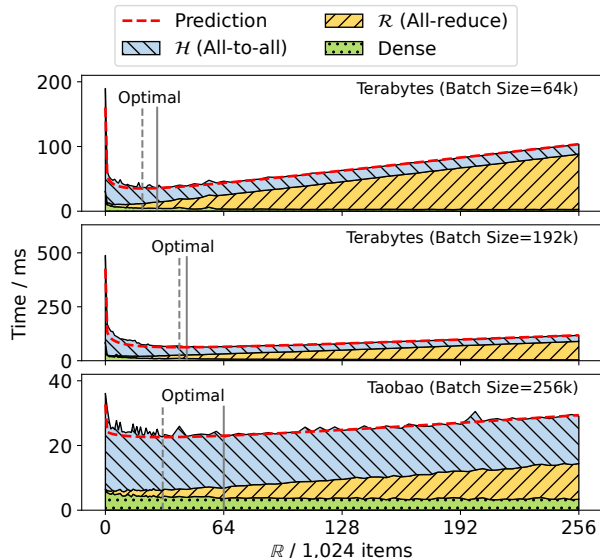 Prediction
ℛ (All-reduce)
ℋ (All-to-all)
Dense
200
100
0
Optimal
Terabytes (Batch Size=64k)
500
250
0
Optimal
Terabytes (Batch Size=192k)
Time / ms
40
20
0
Optimal
Taobao (Batch Size=256k)
0 64 128 192 256
ℝ / 1,024 items